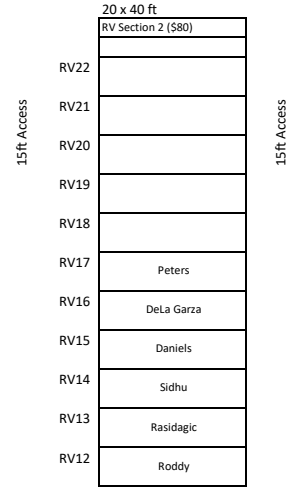 20 x 40 ft
RV Section 2 ($80)
RV22
RV21
15ft Access
15ft Access
RV20
RV19
RV18
RV17
Peters
RV16
DeLa Garza
RV15
Daniels
RV14
Sidhu
RV13
Rasidagic
RV12
Roddy